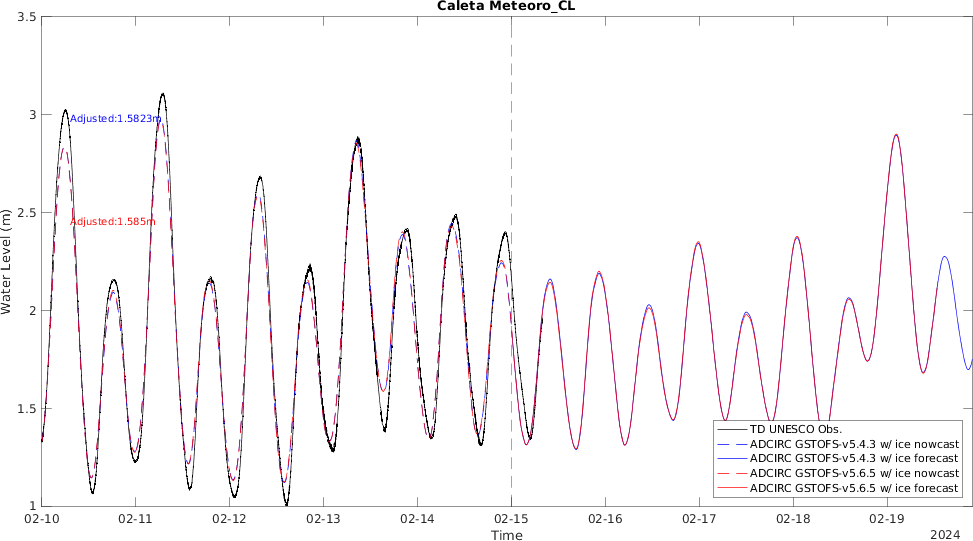 Caleta Meteoro_CL
3.5
3
2.5
2
1.5
1
Water Level (m)
Adjusted:1.5823m
Adjusted:1.585m
TD UNESCO Obs.
ADCIRC GSTOFS-v5.4.3 w/ ice nowcast
ADCIRC GSTOFS-v5.4.3 w/ ice forecast
ADCIRC GSTOFS-v5.6.5 w/ ice nowcast
ADCIRC GSTOFS-v5.6.5 w/ ice forecast
02-10 02-11 02-12 02-13 02-14 02-15 02-16 02-17 02-18 02-19
Time
2024